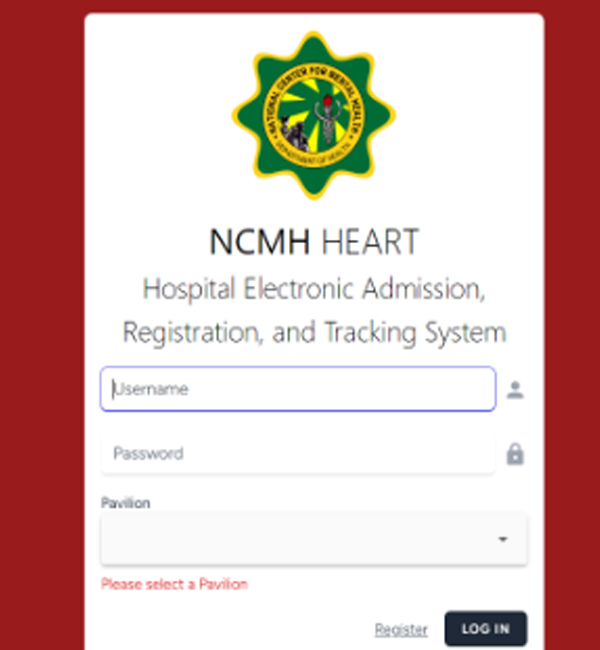 NATIONAL CENTER FOR MENTAL HEALTH
DEPARTMENT OF HEALTH
NCMH HEART
Hospital Electronic Admission,
Registration, and Tracking System
Username
Password
Pavilion
Please select a Pavilion
Register
LOG IN